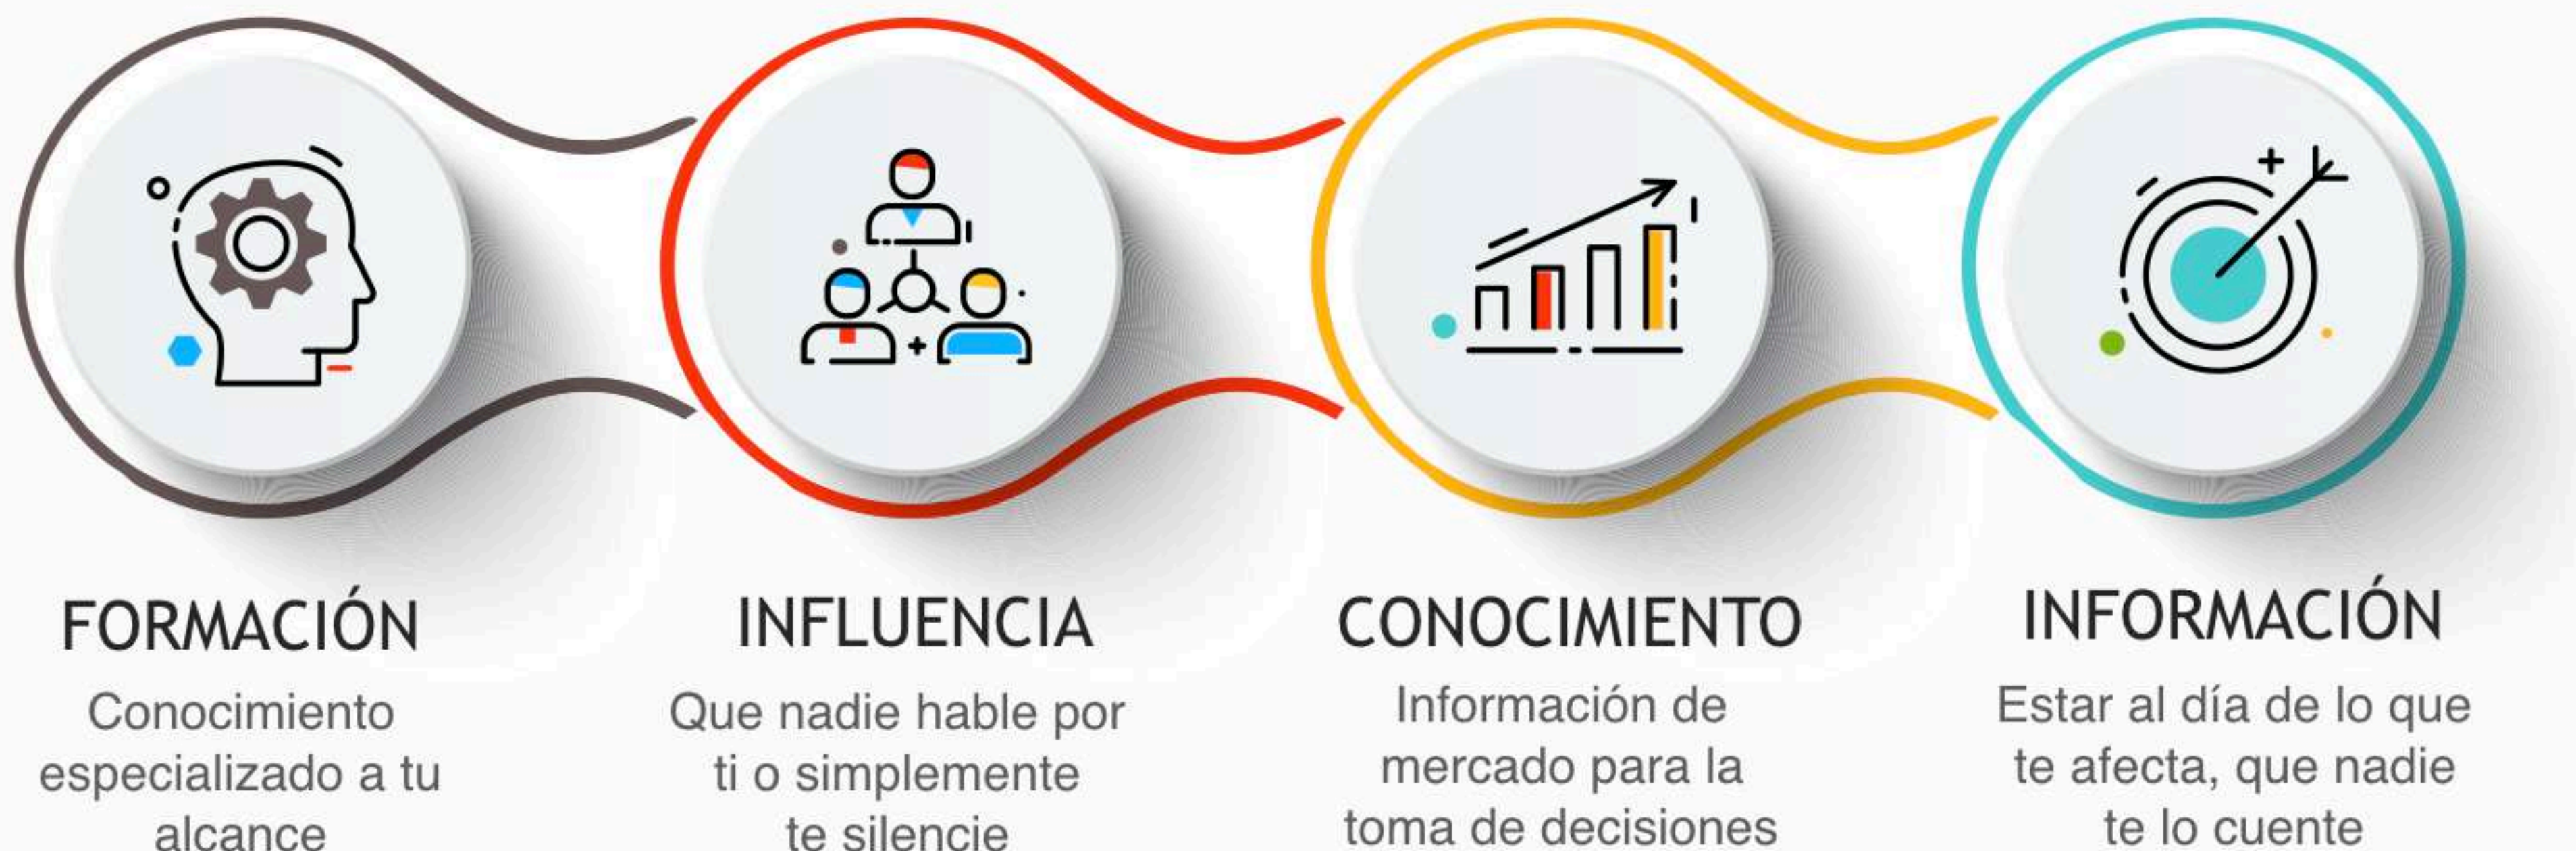 FORMACIÓN
Conocimiento
especializado a tu
alcance
INFLUENCIA
Que nadie hable por
ti o simplemente
te silencie
CONOCIMIENTO
Información de
mercado para la
toma de decisiones
INFORMACIÓN
Estar al día de lo que
te afecta, que nadie
te lo cuente